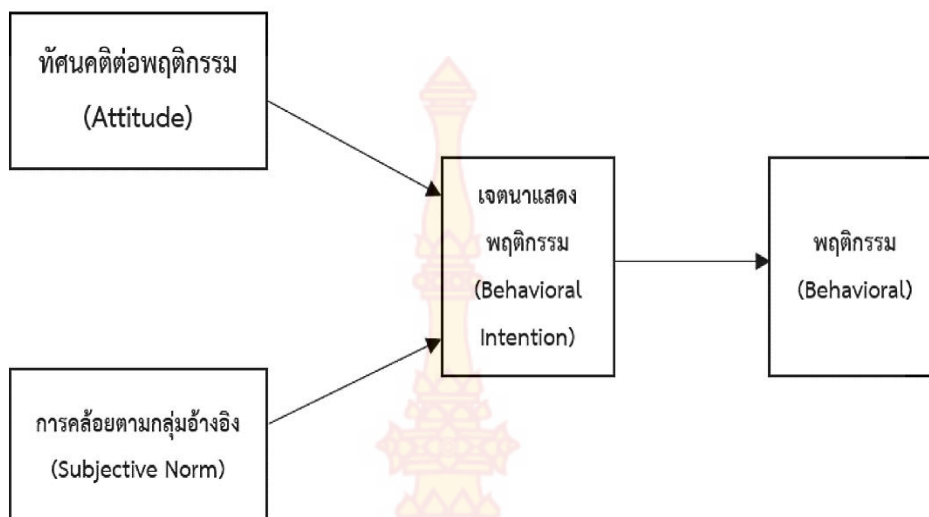 ทัศนคติต่อพฤติกรรม
(Attitude)
เจตนาแสดง
พฤติกรรม
(Behavioral
Intention)
พฤติกรรม
(Behavioral)
การคล้อยตามกลุ่มอ้างอิง
(Subjective Norm)